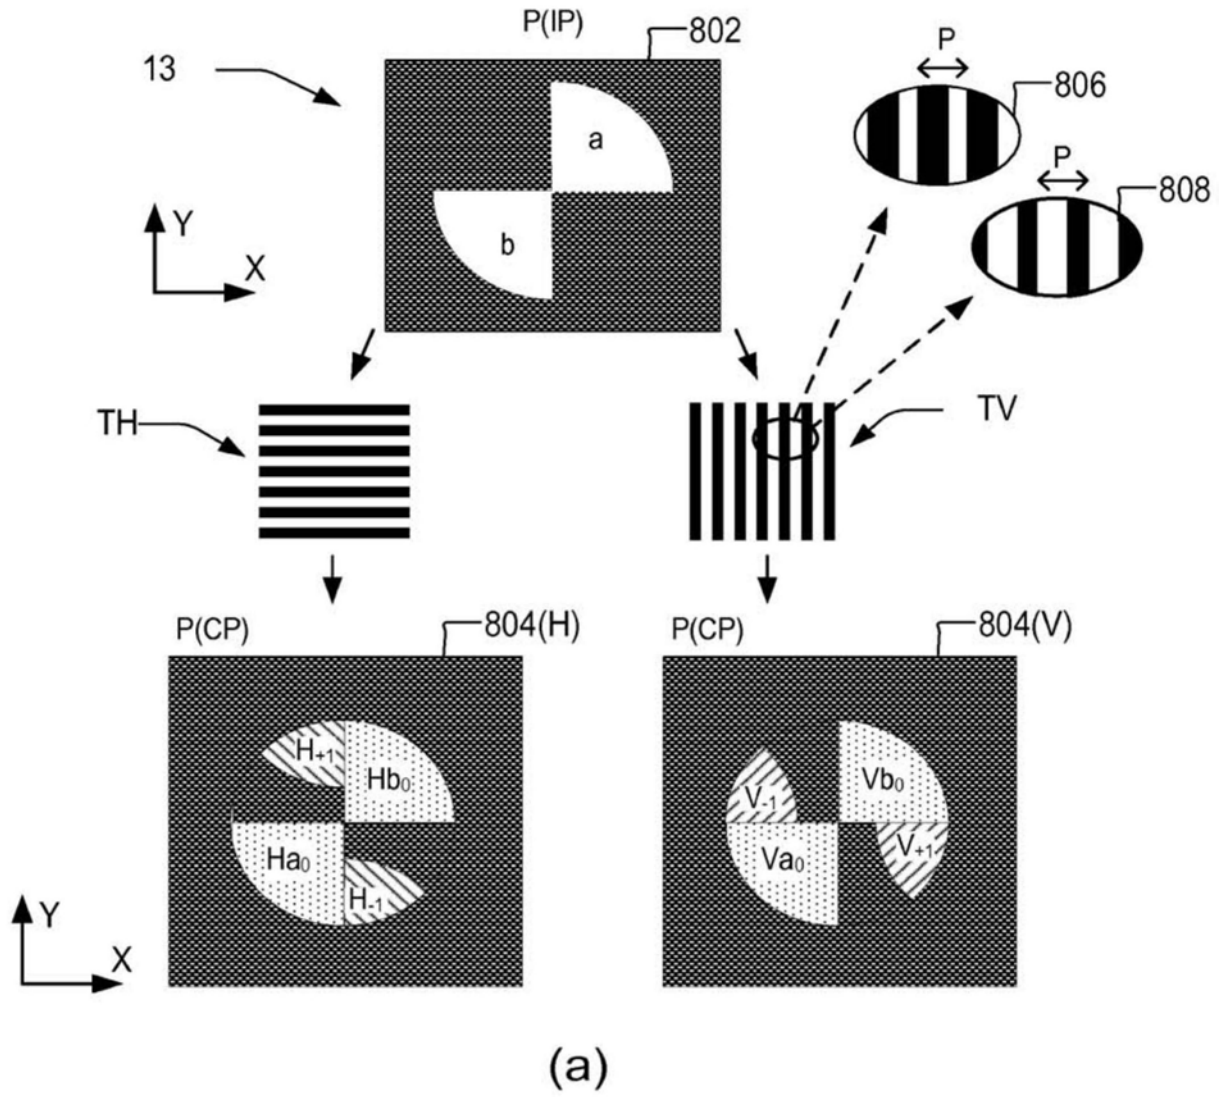 P(IP)
802
13
P
806
a
P
808
Y
X
b
TH
TV
P(CP)
804(H)
P(CP)
804(V)
H+1
Hb0
V-1
Vb0
Ha0
H-1
Va0
V+1
Y
X
(a)